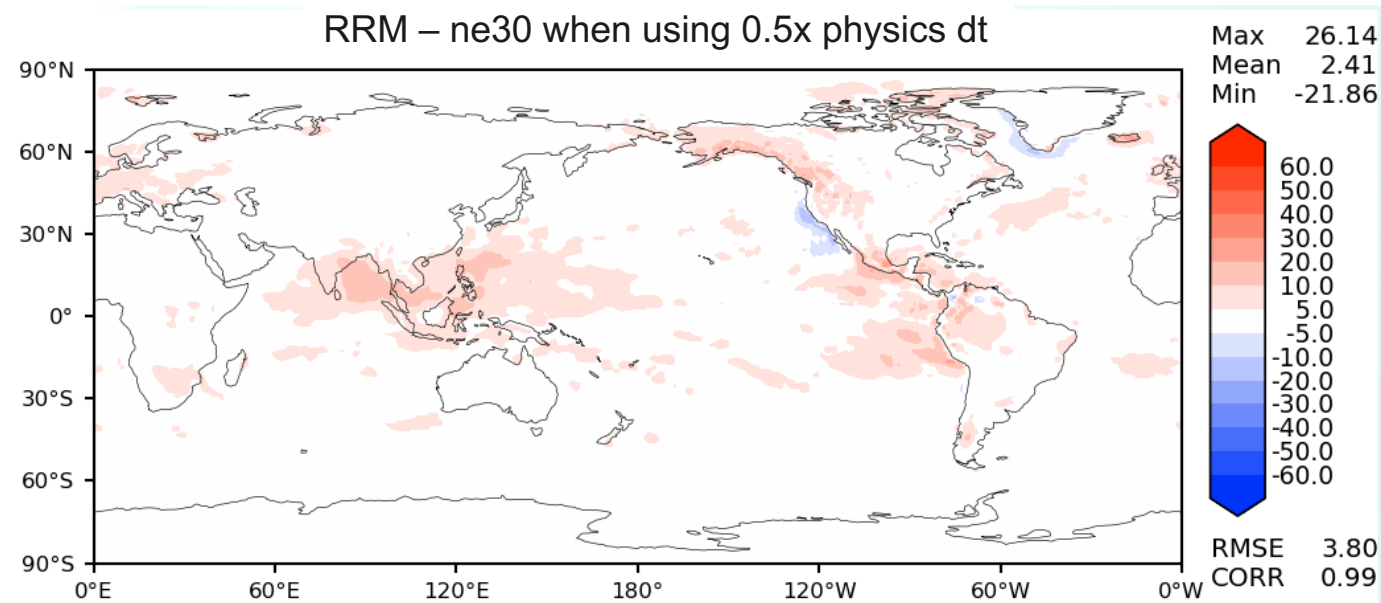 RRM – ne30 when using 0.5x physics dt
Max 26.14
Mean 2.41
Min -21.86
90°N
60°N
30°N
0°
30°S
60°S
90°S
0°E 60°E 120°E 180° 120°W 60°W 0°W
60.0
50.0
40.0
30.0
20.0
10.0
5.0
-5.0
-10.0
-20.0
-30.0
-40.0
-50.0
-60.0
RMSE 3.80
CORR 0.99